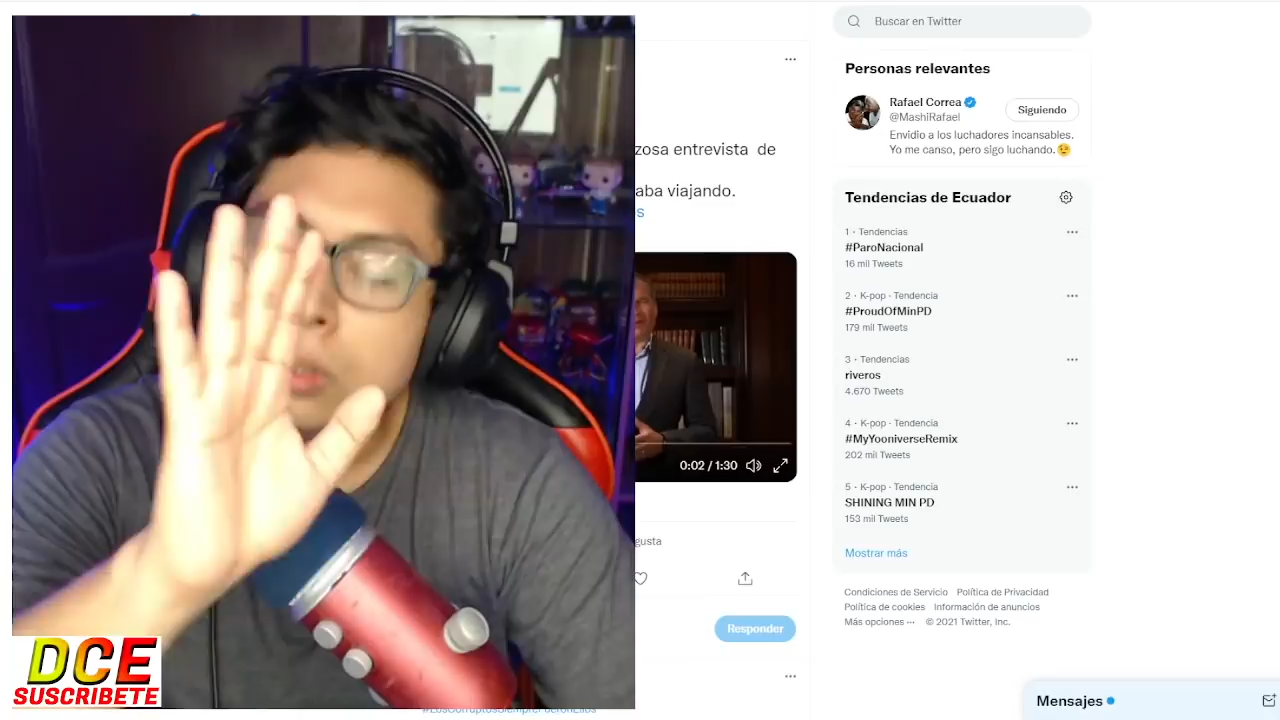 zosa entrevista de
aba viajando.
s
0:02 / 1:30
gusta
Responder
DCE
SUSCRIBETE
Buscar en Twitter
Personas relevantes
Rafael Correa
@MashiRafael
Siguiendo
Envidio a los luchadores incansables.
Yo me canso, pero sigo luchando.😉
Tendencias de Ecuador
1 · Tendencias
#ParoNacional
16 mil Tweets
2 · K-pop · Tendencia
#ProudOfMinPD
179 mil Tweets
3 · Tendencias
riveros
4.670 Tweets
4 · K-pop · Tendencia
#MyYooniverseRemix
202 mil Tweets
5 · K-pop · Tendencia
SHINING MIN PD
153 mil Tweets
Mostrar más
Condiciones de Servicio Política de Privacidad
Política de cookies Información de anuncios
Más opciones ··· © 2021 Twitter, Inc.
Mensajes